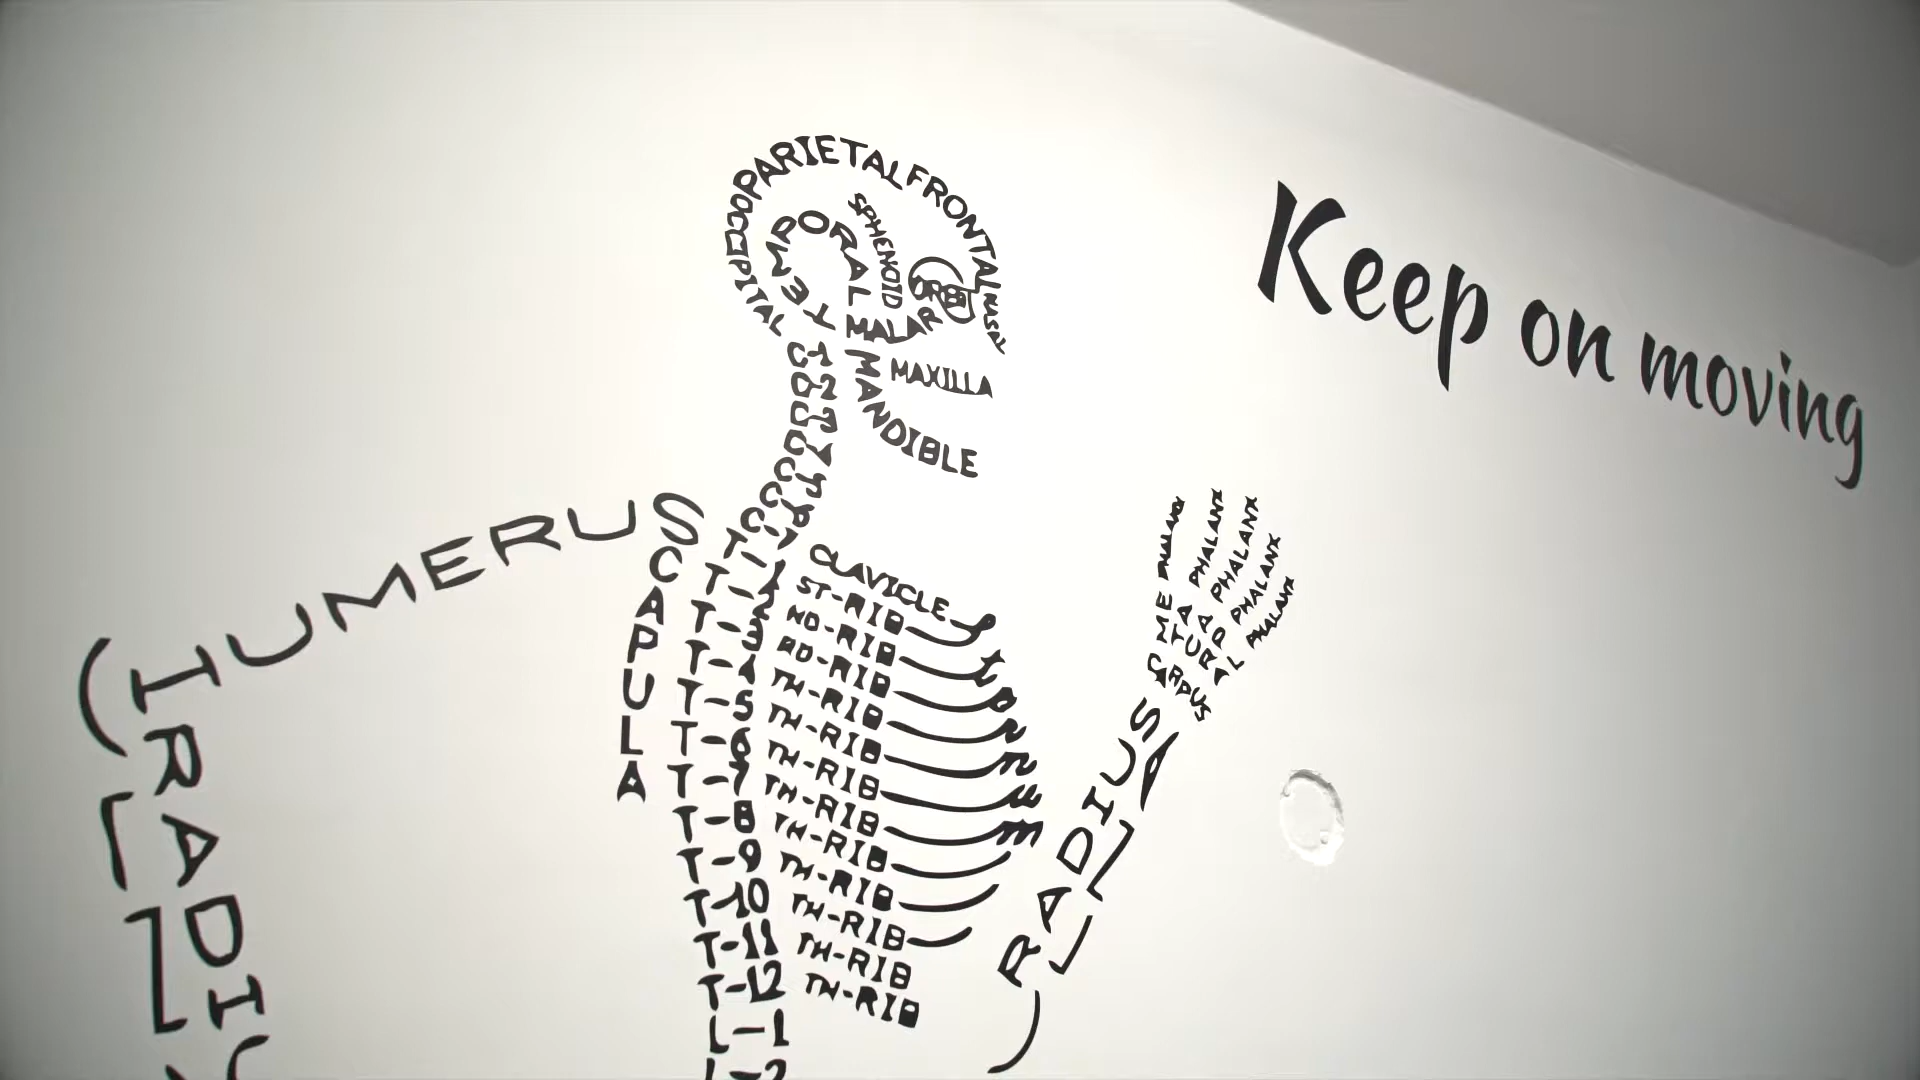 Keep on moving
PARIETAL
FRONTAL
OCCIPITAL
TEMPORAL
SPHENOID
NASAL
MALAR
MAXILLA
MANDIBLE
C-1
C-2
UMERUS
SCAPULA
CLAVICLE
sternum
ST-RIB
ND-RIB
RD-RIB
TH-RIB
TH-RIB
TH-RIB
TH-RIB
TH-RIB
TH-RIB
TH-RIB
TH-RIB
TH-RIB
T-1
T-2
T-3
T-4
T-5
T-6
T-7
T-8
T-9
T-10
T-11
T-12
L-1
L-2
PHALANX
PHALANX
PHALANX
PHALANX
PHALANX
CARPUS
RADIUS
RADIU